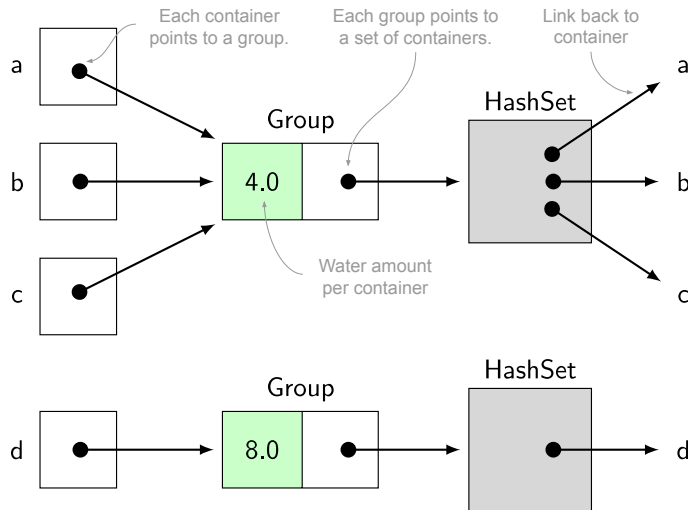 Each container
points to a group.
Each group points to
a set of containers.
Link back to
container
a
a
HashSet
Group
b
4.0
b
Water amount
per container
c
c
HashSet
Group
d
8.0
d